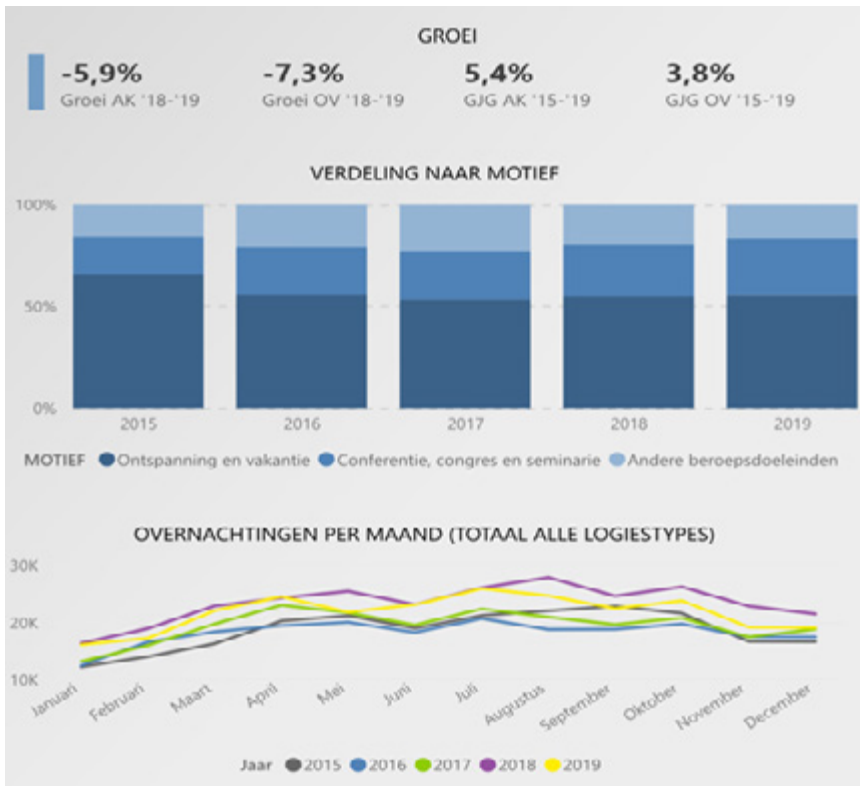 GROEI
-5,9% -7,3% 5,4% 3,8%
Groei AK '18-'19 Groei OV '18-'19 GJG AK '15-'19 GJG OV '15-'19
VERDELING NAAR MOTIEF
100%
50%
0%
2015 2016 2017 2018 2019
MOTIEF Ontspanning en vakantie Conferentie, congres en seminarie Andere beroepsdoeleinden
OVERNACHTINGEN PER MAAND (TOTAAL ALLE LOGIESTYPES)
30K
20K
10K
Januari Februari Maart April Mei Juni Juli Augustus September Oktober November December
Jaar 2015 2016 2017 2018 2019